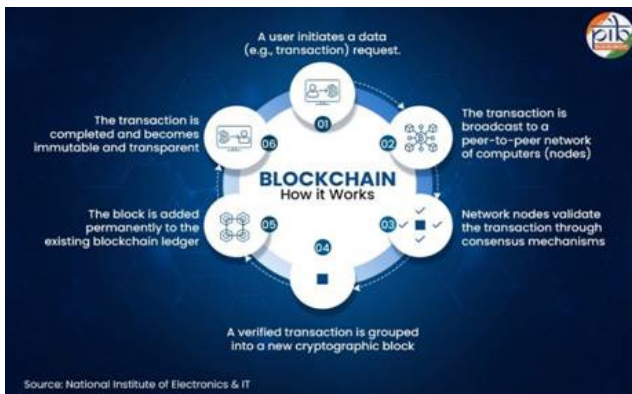 A user initiates a data
(e.g., transaction) request.
pib
01
The transaction is
broadcast to a
peer-to-peer network
of computers (nodes)
02
Network nodes validate
the transaction through
consensus mechanisms
03
A verified transaction is grouped
into a new cryptographic block
04
The block is added
permanently to the
existing blockchain ledger
05
The transaction is
completed and becomes
immutable and transparent
06
BLOCKCHAIN
How it Works
Source: National Institute of Electronics & IT